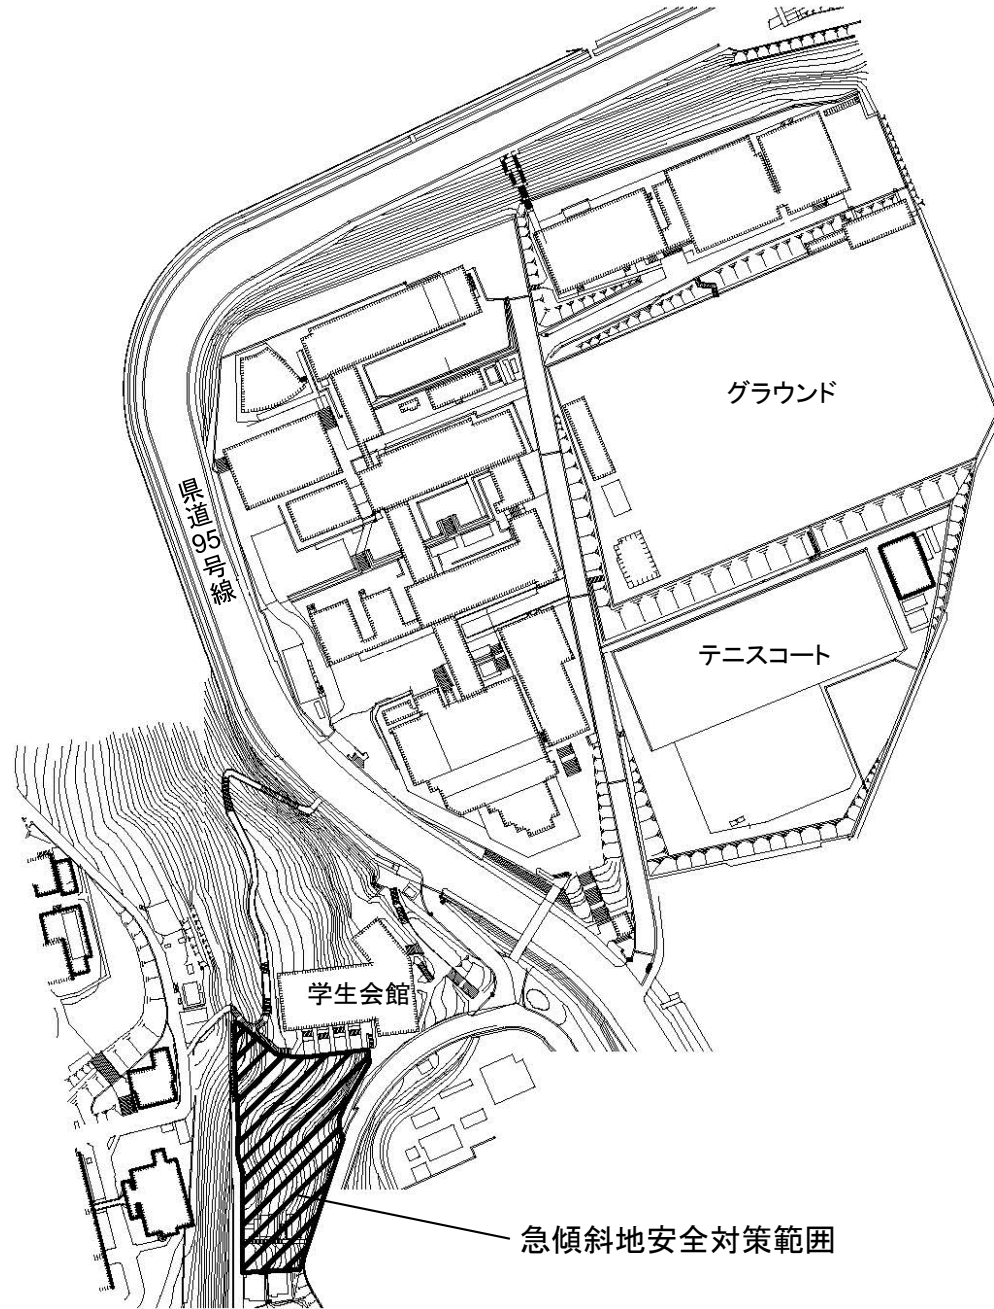 グラウンド
県道95号線
テニスコート
学生会館
急傾斜地安全対策範囲